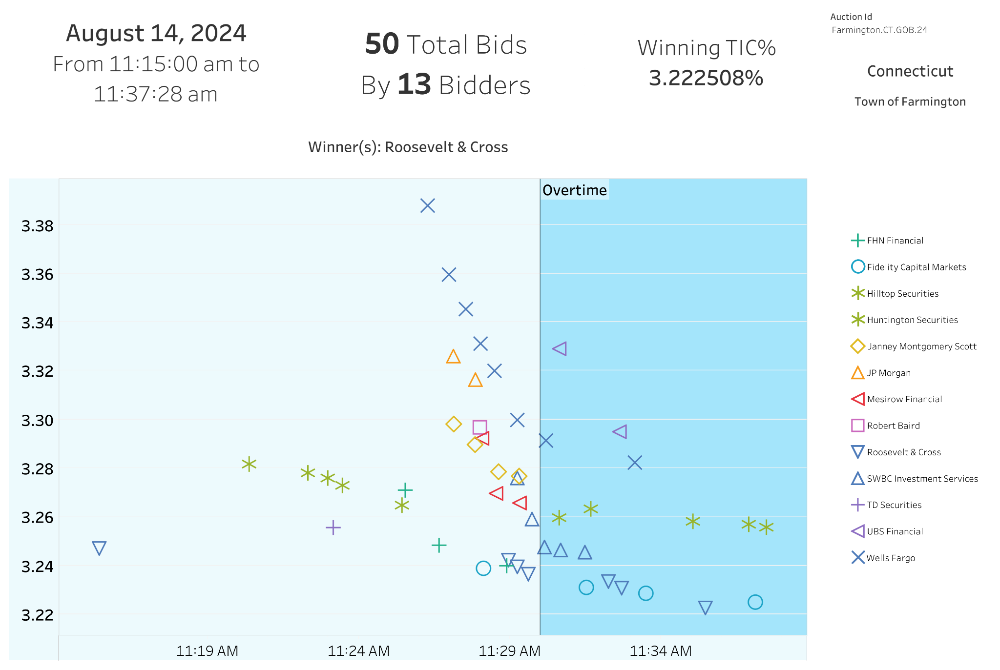 August 14, 2024
From 11:15:00 am to
11:37:28 am
50 Total Bids
By 13 Bidders
Winning TIC%
3.222508%
Auction Id
Farmington.CT.GOB.24
Connecticut
Town of Farmington
Winner(s): Roosevelt & Cross
Overtime
3.38
3.36
3.34
3.32
3.30
3.28
3.26
3.24
3.22
11:19 AM
11:24 AM
11:29 AM
11:34 AM
FHN Financial
Fidelity Capital Markets
Hilltop Securities
Huntington Securities
Janney Montgomery Scott
JP Morgan
Mesirow Financial
Robert Baird
Roosevelt & Cross
SWBC Investment Services
TD Securities
UBS Financial
Wells Fargo